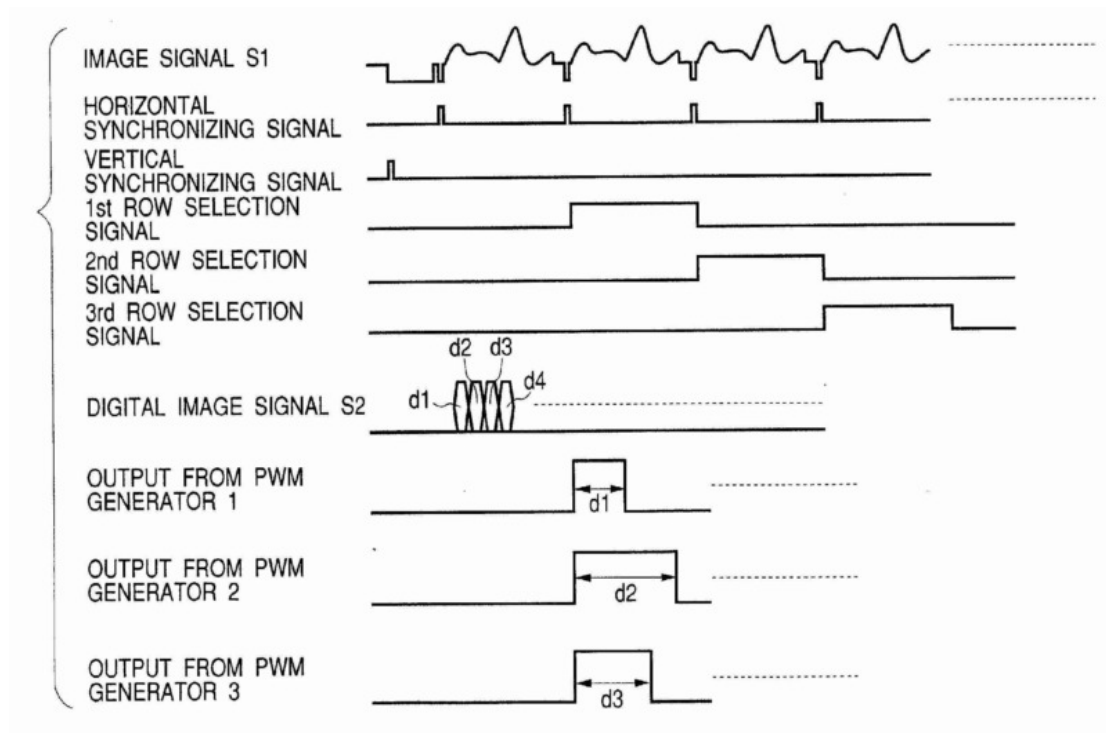 IMAGE SIGNAL S1
HORIZONTAL
SYNCHRONIZING SIGNAL
VERTICAL
SYNCHRONIZING SIGNAL
1st ROW SELECTION
SIGNAL
2nd ROW SELECTION
SIGNAL
3rd ROW SELECTION
SIGNAL
d2 d3
DIGITAL IMAGE SIGNAL S2 d1 d4
OUTPUT FROM PWM
GENERATOR 1
d1
OUTPUT FROM PWM
GENERATOR 2
d2
OUTPUT FROM PWM
GENERATOR 3
d3